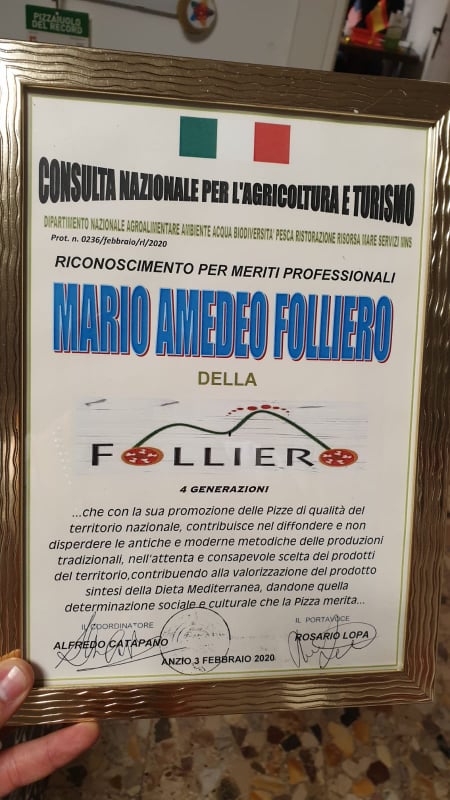 PIZZAIUOLO
DEL RECORD
CONSULTA NAZIONALE PER L'AGRICOLTURA E TURISMO
DIPARTIMENTO NAZIONALE AGROALIMENTARE AMBIENTE ACQUA BIODIVERSITA' PESCA RISTORAZIONE RISORSA MARE SERVIZI MNS
Prot. n. 0236/febbraio/rl/2020
RICONOSCIMENTO PER MERITI PROFESSIONALI
MARIO AMEDEO FOLLIERO
DELLA
FOLLIERO
4 GENERAZIONI
...che con la sua promozione delle Pizze di qualità del
territorio nazionale, contribuisce nel diffondere e non
disperdere le antiche e moderne metodiche delle produzioni
tradizionali, nell'attenta e consapevole scelta dei prodotti
del territorio,contribuendo alla valorizzazione del prodotto
sintesi della Dieta Mediterranea, dandone quella
determinazione sociale e culturale che la Pizza merita...
IL COORDINATORE IL PORTAVOCE
ALFREDO CATAPANO ROSARIO LOPA
ANZIO 3 FEBBRAIO 2020